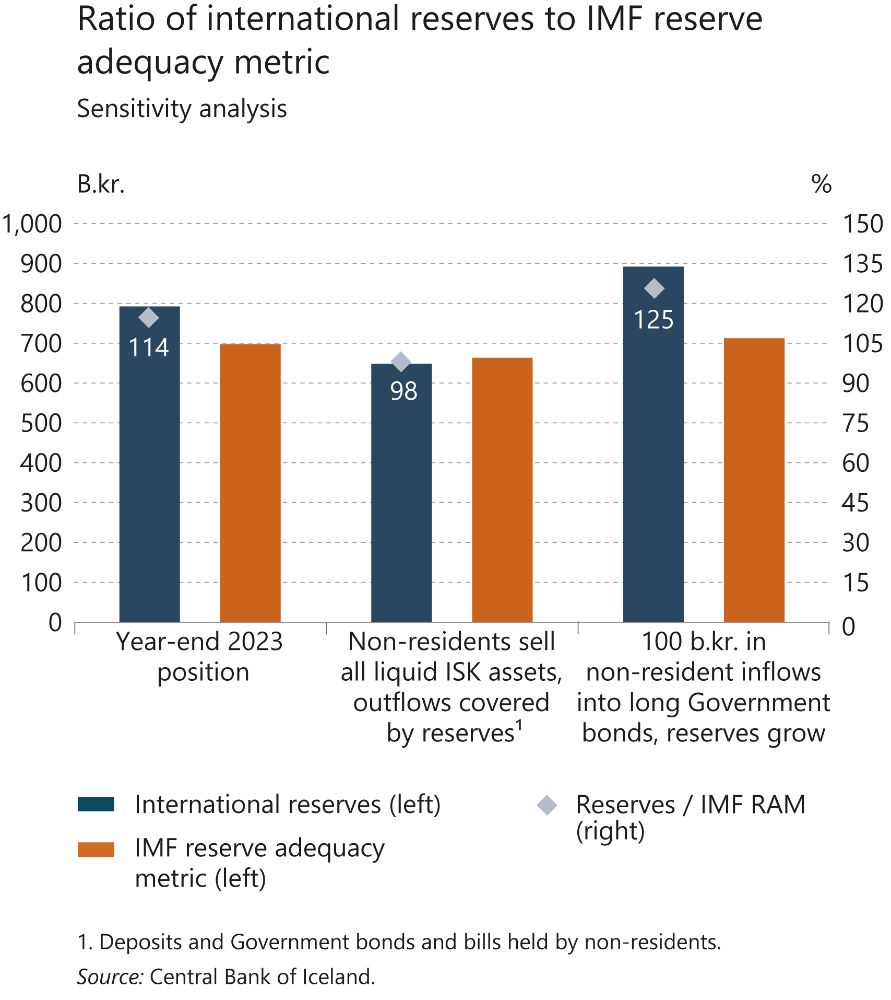 Ratio of international reserves to IMF reserve
adequacy metric
Sensitivity analysis
B.kr.
%
1,000
900
800
700
600
500
400
300
200
100
0
150
135
120
105
90
75
60
45
30
15
0
114
98
125
Year-end 2023
position
Non-residents sell
all liquid ISK assets,
outflows covered
by reserves¹
100 b.kr. in
non-resident inflows
into long Government
bonds, reserves grow
International reserves (left)
IMF reserve adequacy
metric (left)
Reserves / IMF RAM
(right)
1. Deposits and Government bonds and bills held by non-residents.
Source: Central Bank of Iceland.